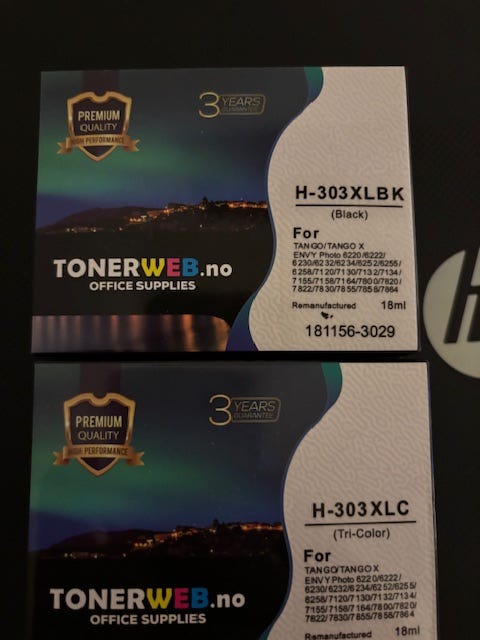 PREMIUM
QUALITY
HIGH PERFORMANCE
3 YEARS
GUARANTEE
H-303XLBK
(Black)
For
TANGO/TANGO X
ENVY Photo 6220/6222/
6230/6232/6234/6252/6255/
6258/7120/7130/7132/7134/
7155/7158/7164/7800/7820/
7822/7830/7855/7858/7864
TONERWEB.no
OFFICE SUPPLIES
Remanufactured 18ml
181156-3029
PREMIUM
QUALITY
HIGH PERFORMANCE
3 YEARS
GUARANTEE
H-303XLC
(Tri-Color)
For
TANGO/TANGO X
ENVY Photo 6220/6222/
6230/6232/6234/6252/6255/
6258/7120/7130/7132/7134/
7155/7158/7164/7800/7820/
7822/7830/7855/7858/7864
TONERWEB.no
OFFICE SUPPLIES
Remanufactured 18ml